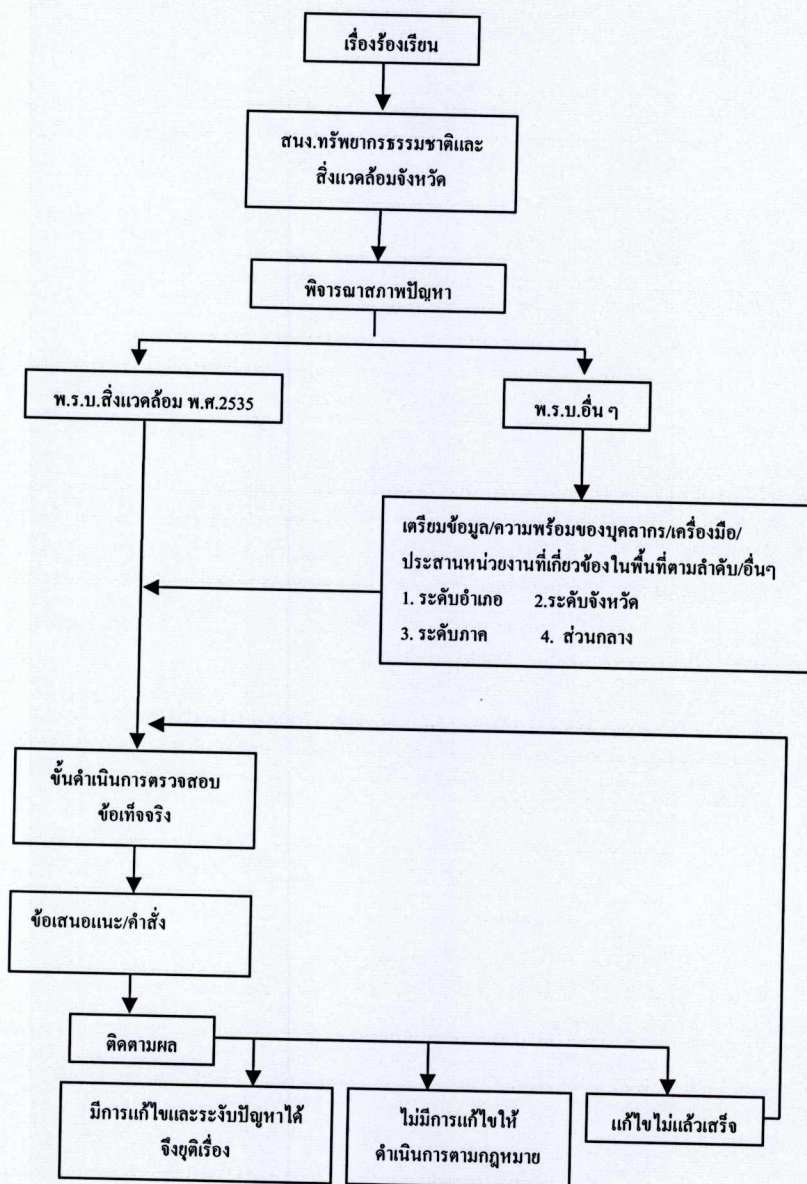 เรื่องร้องเรียน
สนง.ทรัพยากรธรรมชาติและ
สิ่งแวดล้อมจังหวัด
พิจารณาสภาพปัญหา
พ.ร.บ.สิ่งแวดล้อม พ.ศ.2535
พ.ร.บ.อื่น ๆ
เตรียมข้อมูล/ความพร้อมของบุคลากร/เครื่องมือ/
ประสานหน่วยงานที่เกี่ยวข้องในพื้นที่ตามลำดับ/อื่นๆ
1. ระดับอำเภอ 2.ระดับจังหวัด
3. ระดับภาค 4. ส่วนกลาง
ขั้นดำเนินการตรวจสอบ
ข้อเท็จจริง
ข้อเสนอแนะ/คำสั่ง
ติดตามผล
มีการแก้ไขและระงับปัญหาได้
จึงยุติเรื่อง
ไม่มีการแก้ไขให้
ดำเนินการตามกฎหมาย
แก้ไขไม่แล้วเสร็จ